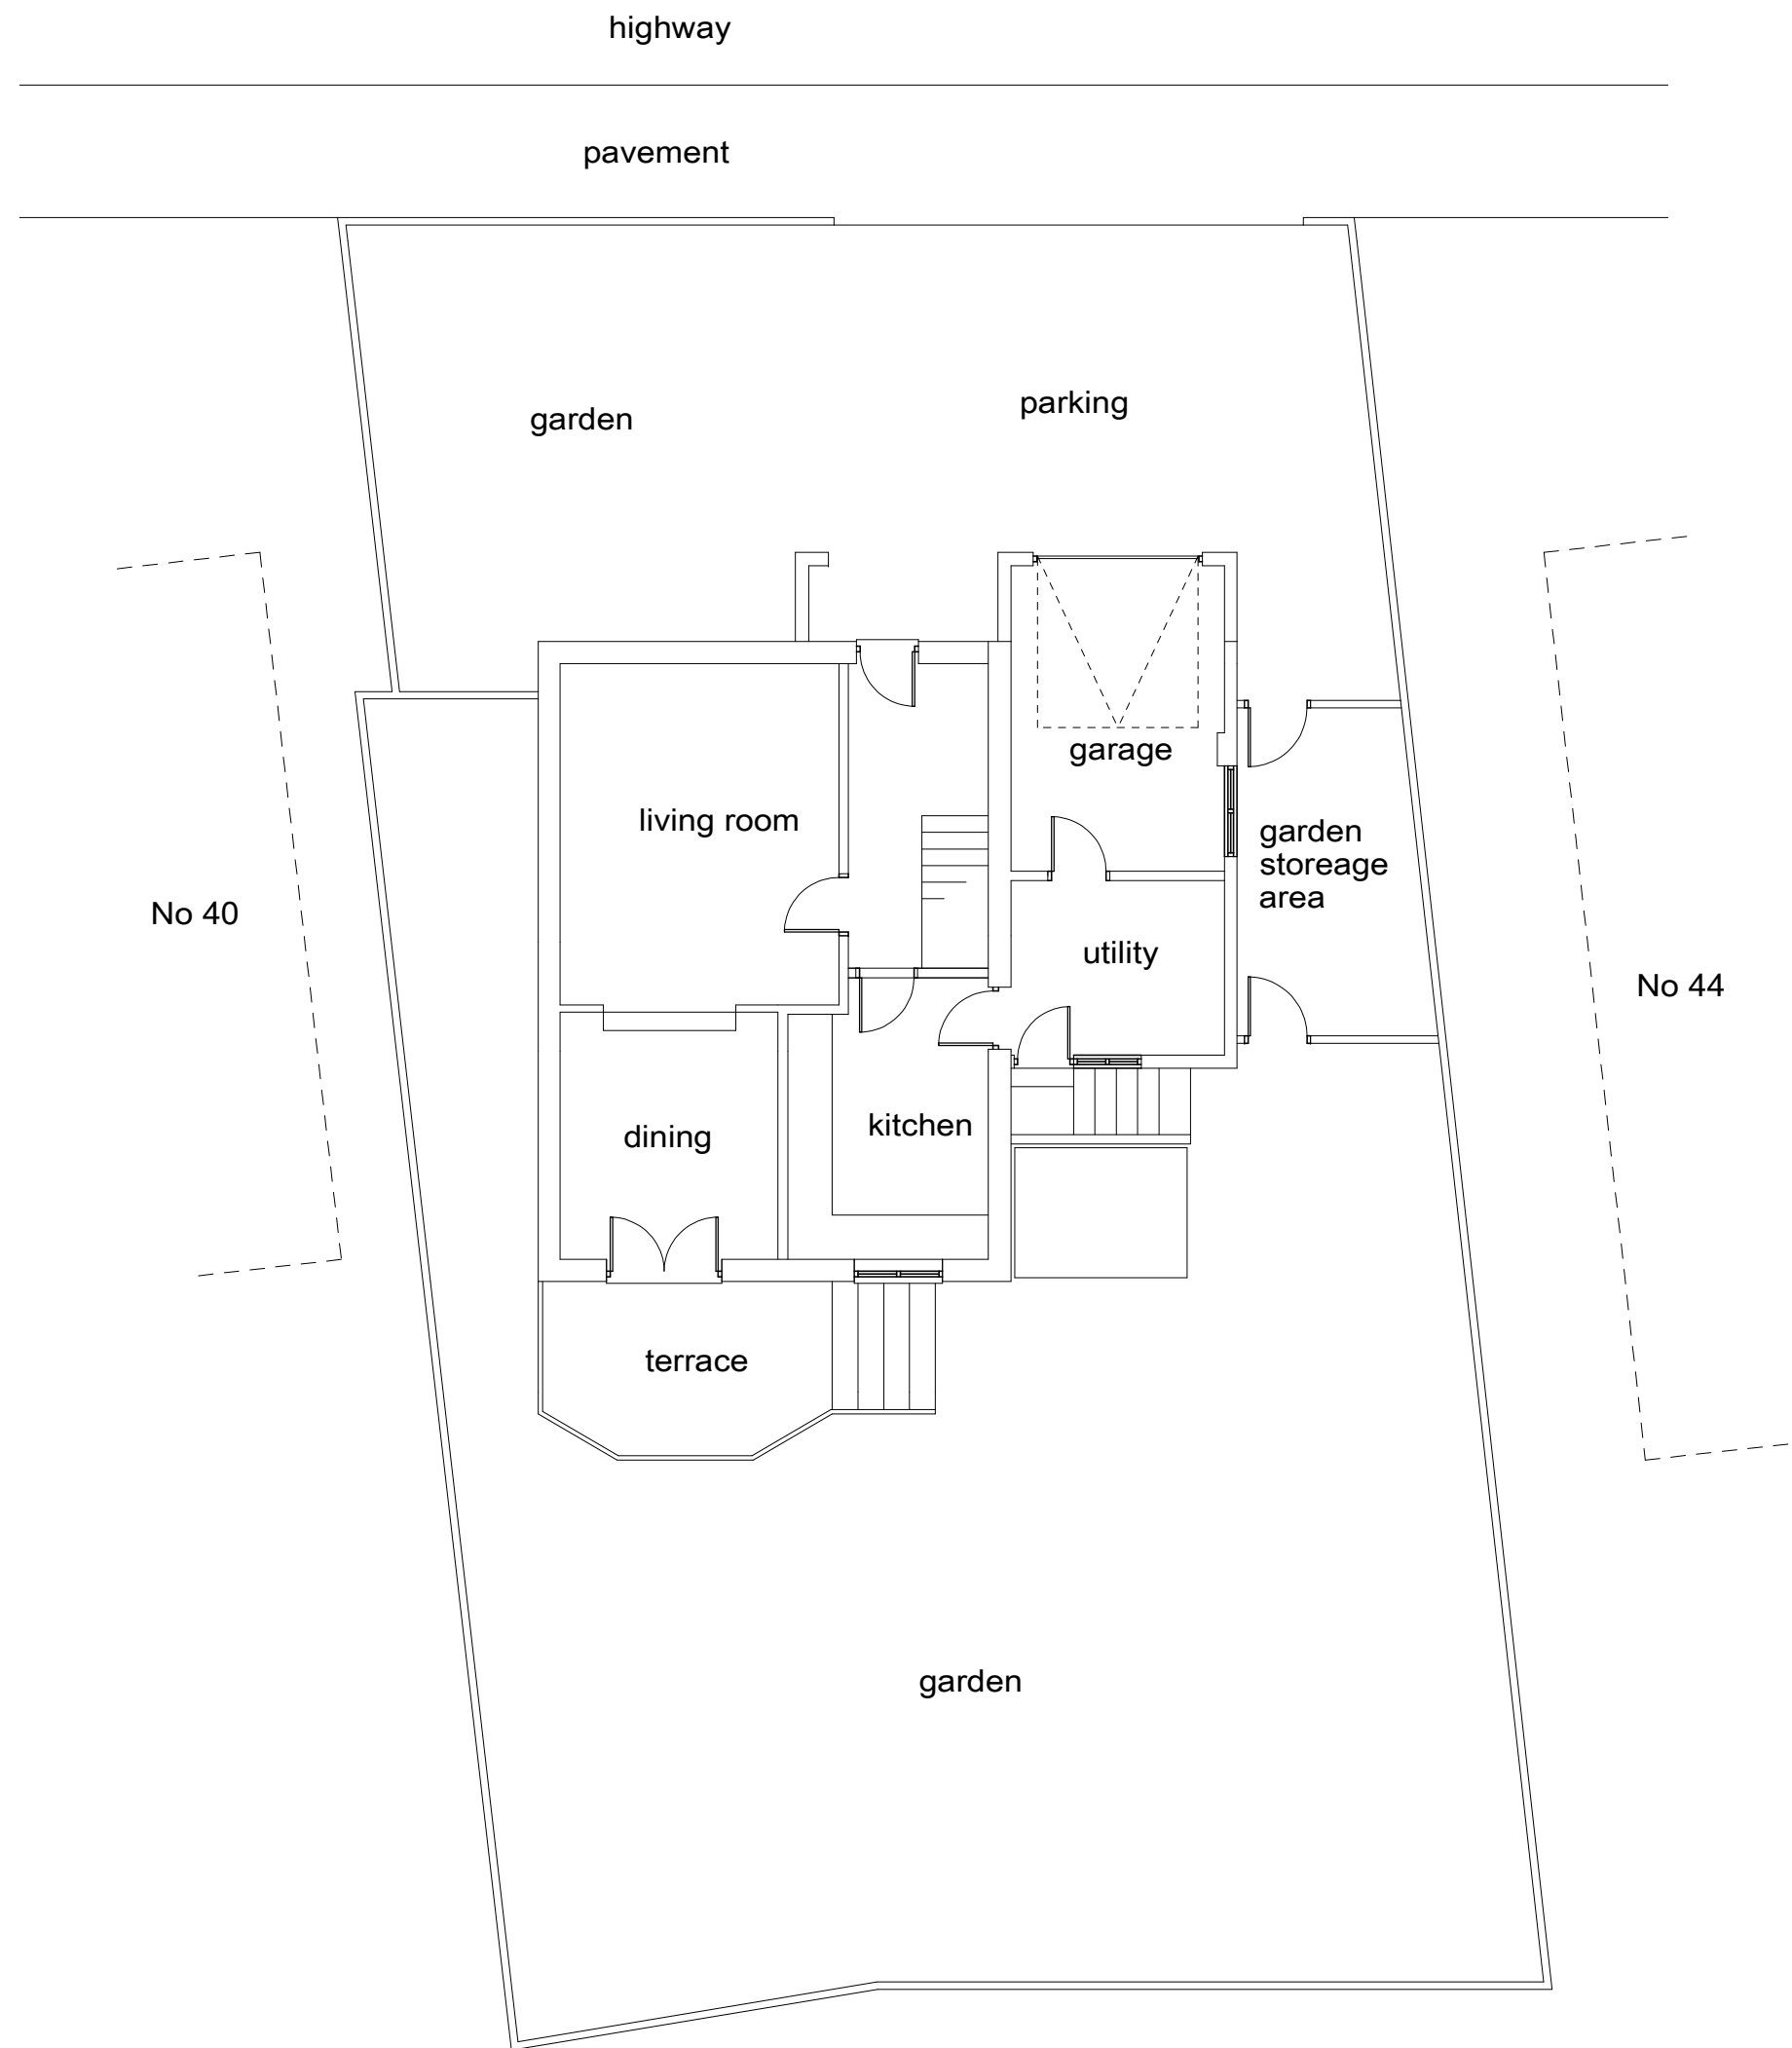 highway
pavement
garden
parking
garage
living room
garden
storeage
area
No 40
utility
No 44
kitchen
dining
terrace
garden